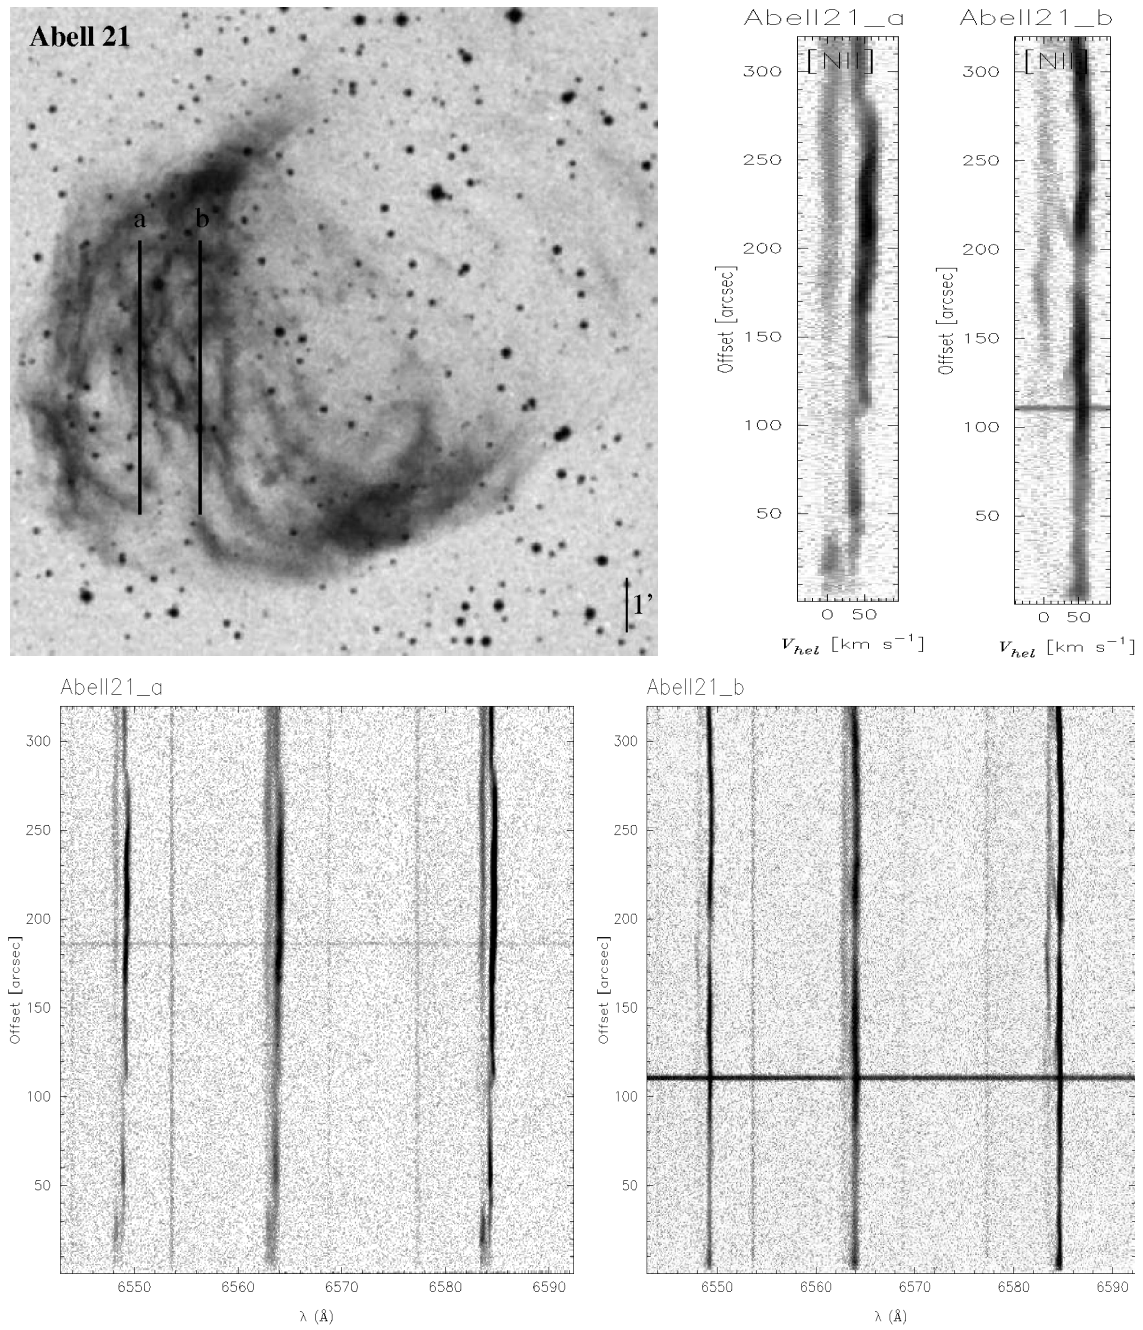 Abell 21
a
b
1'
Abell21_a
[NII]
300
250
200
150
100
50
Offset [arcsec]
0 50
V_hel [km s⁻¹]
Abell21_b
[NII]
300
250
200
150
100
50
Offset [arcsec]
0 50
V_hel [km s⁻¹]
Abell21_a
300
250
200
150
100
50
Offset [arcsec]
6550 6560 6570 6580 6590
λ (Å)
Abell21_b
300
250
200
150
100
50
Offset [arcsec]
6550 6560 6570 6580 6590
λ (Å)